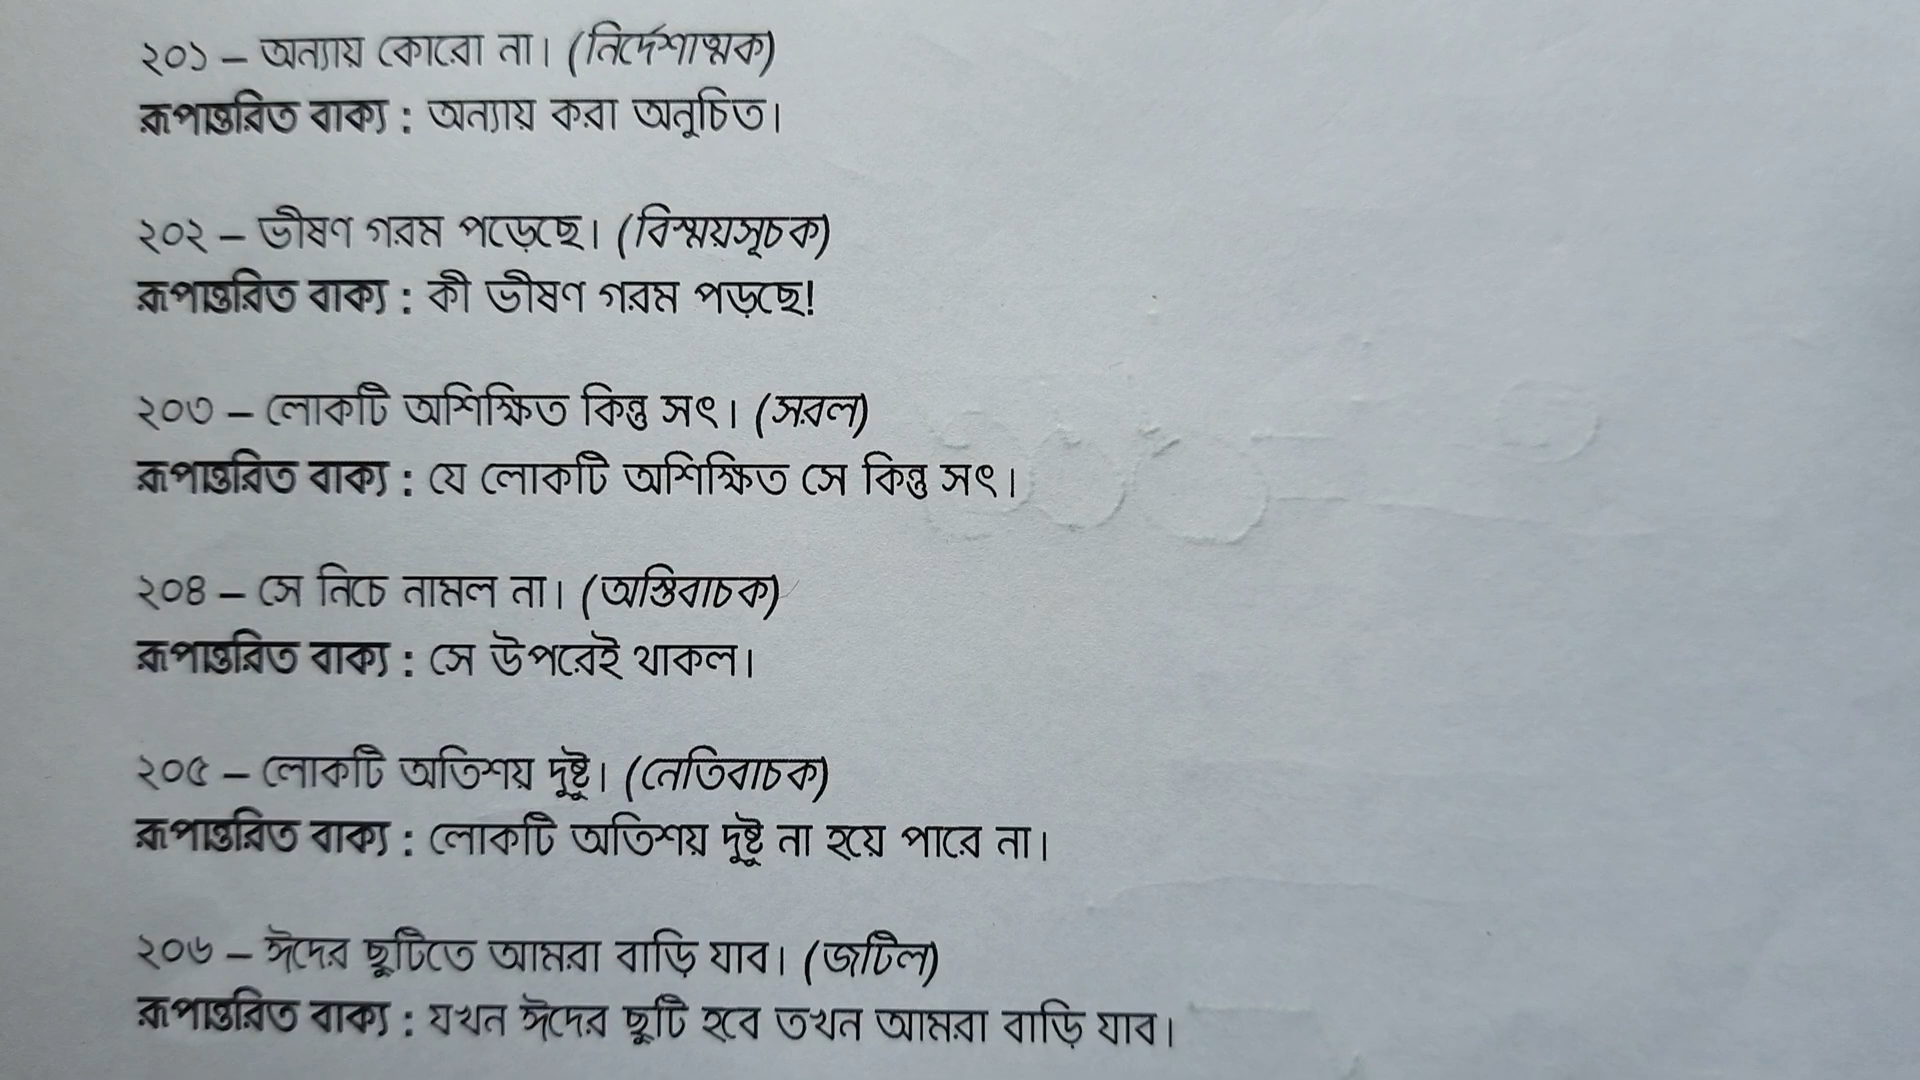 ২০১ – অন্যায় কোরো না। (নির্দেশাত্মক)
রূপান্তরিত বাক্য : অন্যায় করা অনুচিত।
২০২ – ভীষণ গরম পড়েছে। (বিস্ময়সূচক)
রূপান্তরিত বাক্য : কী ভীষণ গরম পড়ছে!
২০৩ – লোকটি অশিক্ষিত কিন্তু সৎ। (সরল)
রূপান্তরিত বাক্য : যে লোকটি অশিক্ষিত সে কিন্তু সৎ।
২০৪ – সে নিচে নামল না। (অস্তিবাচক)
রূপান্তরিত বাক্য : সে উপরেই থাকল।
২০৫ – লোকটি অতিশয় দুষ্টু। (নেতিবাচক)
রূপান্তরিত বাক্য : লোকটি অতিশয় দুষ্টু না হয়ে পারে না।
২০৬ – ঈদের ছুটিতে আমরা বাড়ি যাব। (জটিল)
রূপান্তরিত বাক্য : যখন ঈদের ছুটি হবে তখন আমরা বাড়ি যাব।